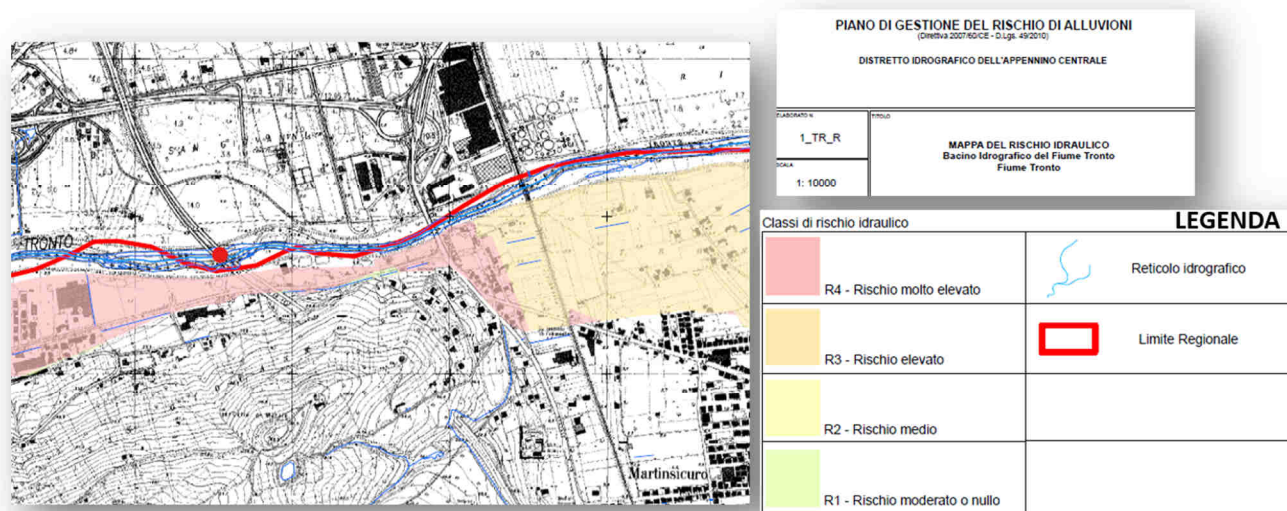 PIANO DI GESTIONE DEL RISCHIO DI ALLUVIONI
(Direttiva 2007/60/CE - D.Lgs. 49/2010)
DISTRETTO IDROGRAFICO DELL'APPENNINO CENTRALE
ELABORATO N.
1_TR_R
TITOLO
MAPPA DEL RISCHIO IDRAULICO
Bacino Idrografico del Fiume Tronto
Fiume Tronto
SCALA
1: 10000
TRONTO
Martinsicuro
Classi di rischio idraulico
LEGENDA
R4 - Rischio molto elevato
Reticolo idrografico
R3 - Rischio elevato
Limite Regionale
R2 - Rischio medio
R1 - Rischio moderato o nullo